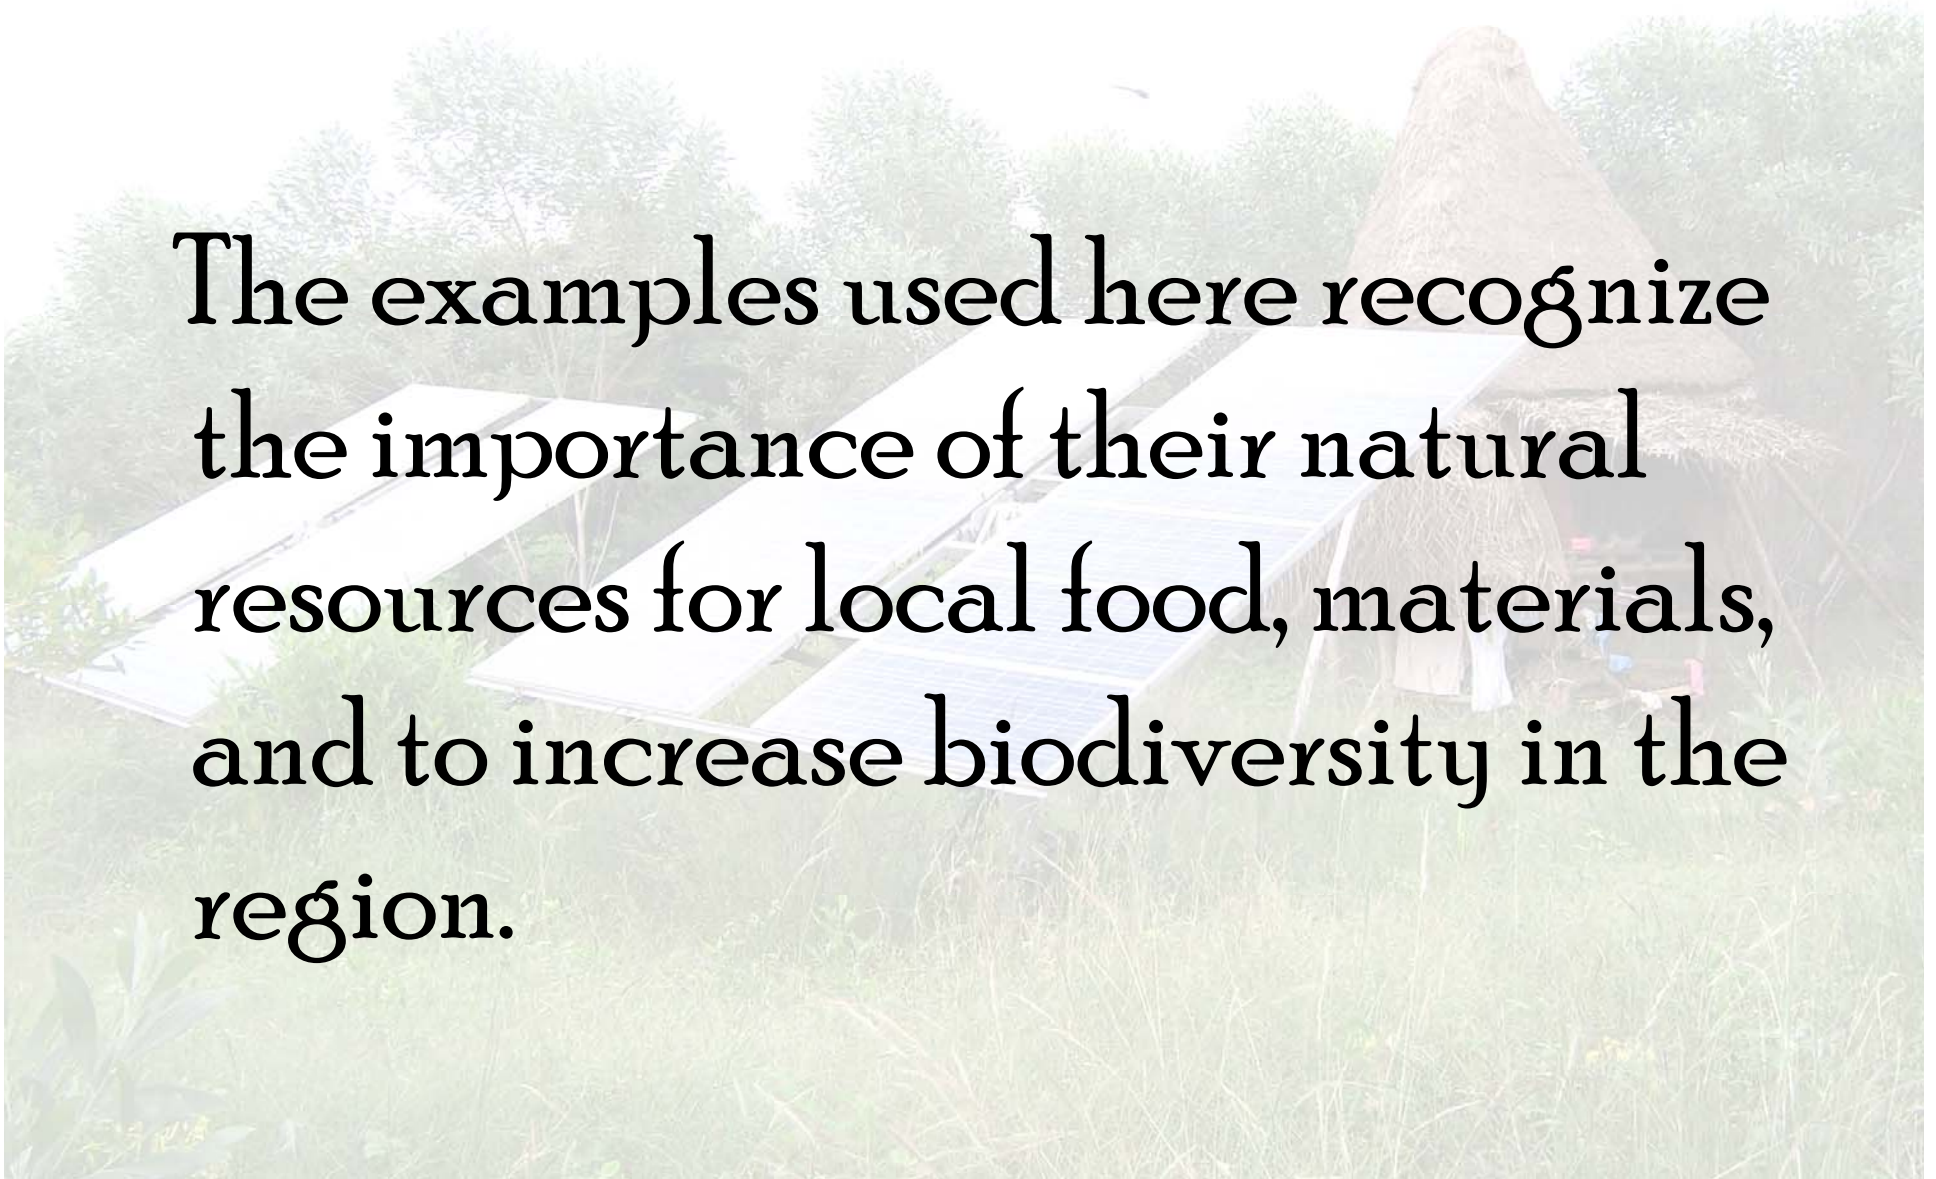 The examples used here recognize
the importance of their natural
resources for local food, materials,
and to increase biodiversity in the
region.